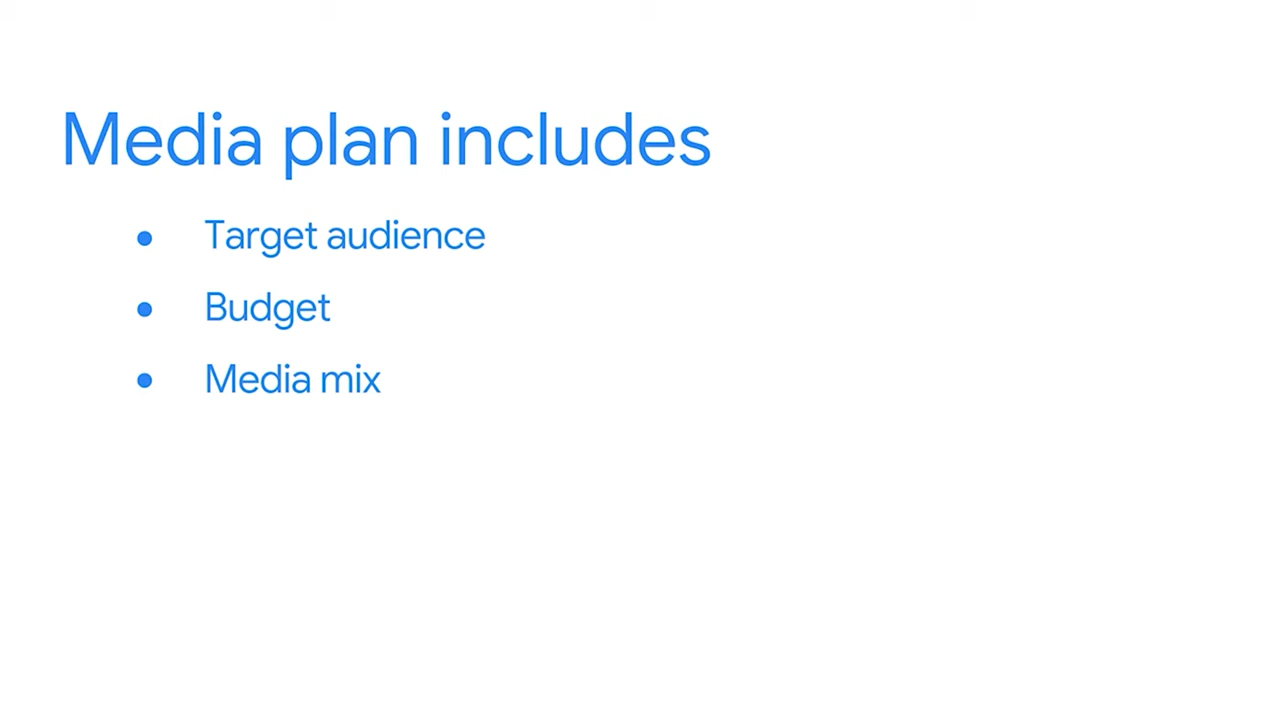 Media plan includes
● Target audience
● Budget
● Media mix